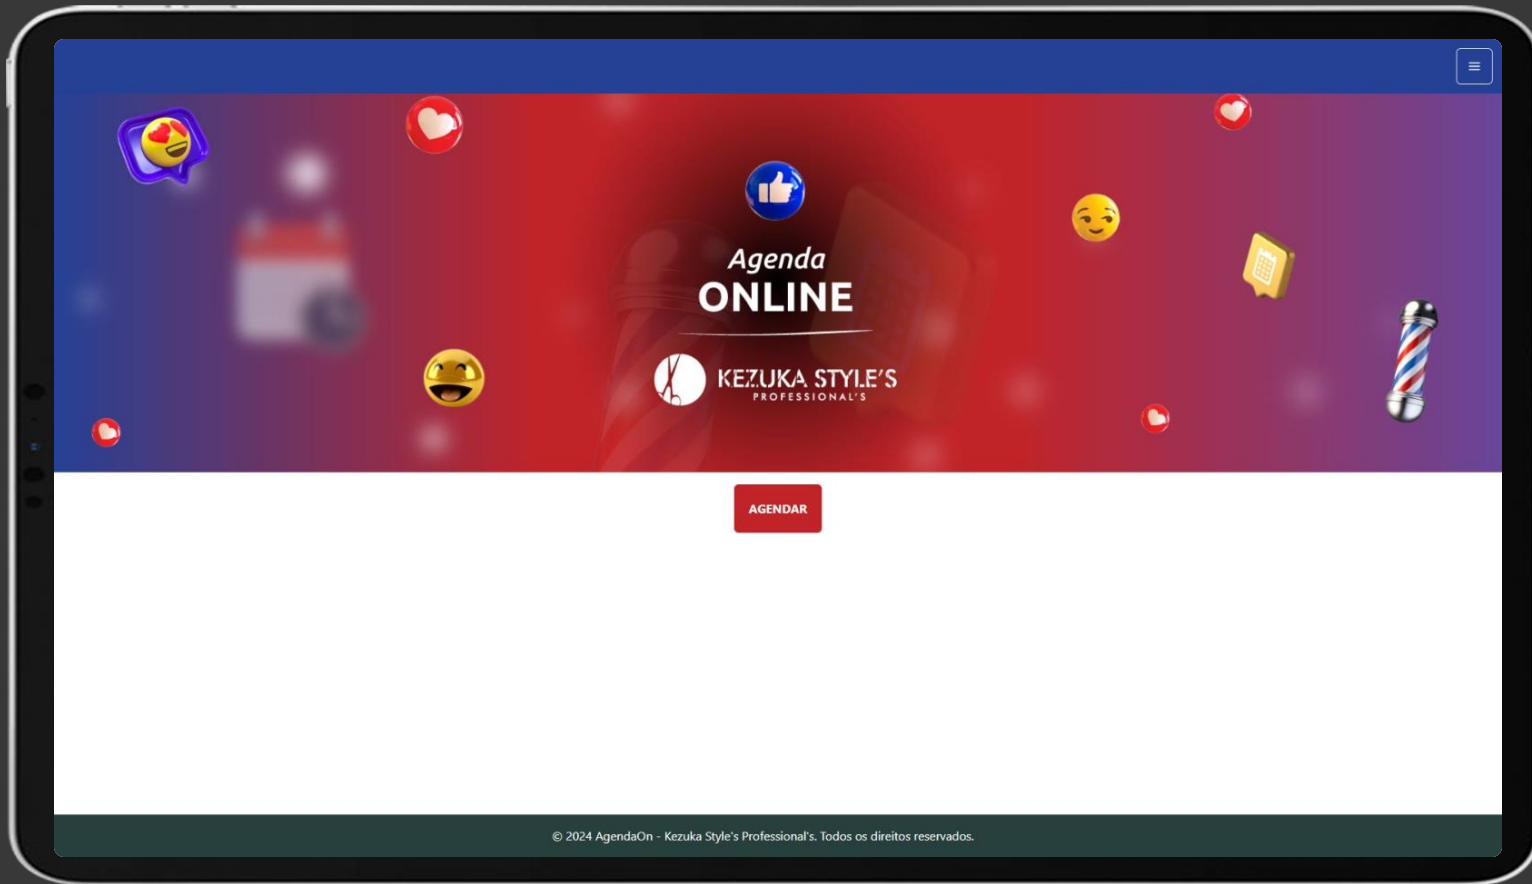 Agenda
ONLINE
KEZUKA STYLE'S
PROFESSIONAL'S
AGENDAR
© 2024 AgendaOn - Kezuka Style's Professional's. Todos os direitos reservados.